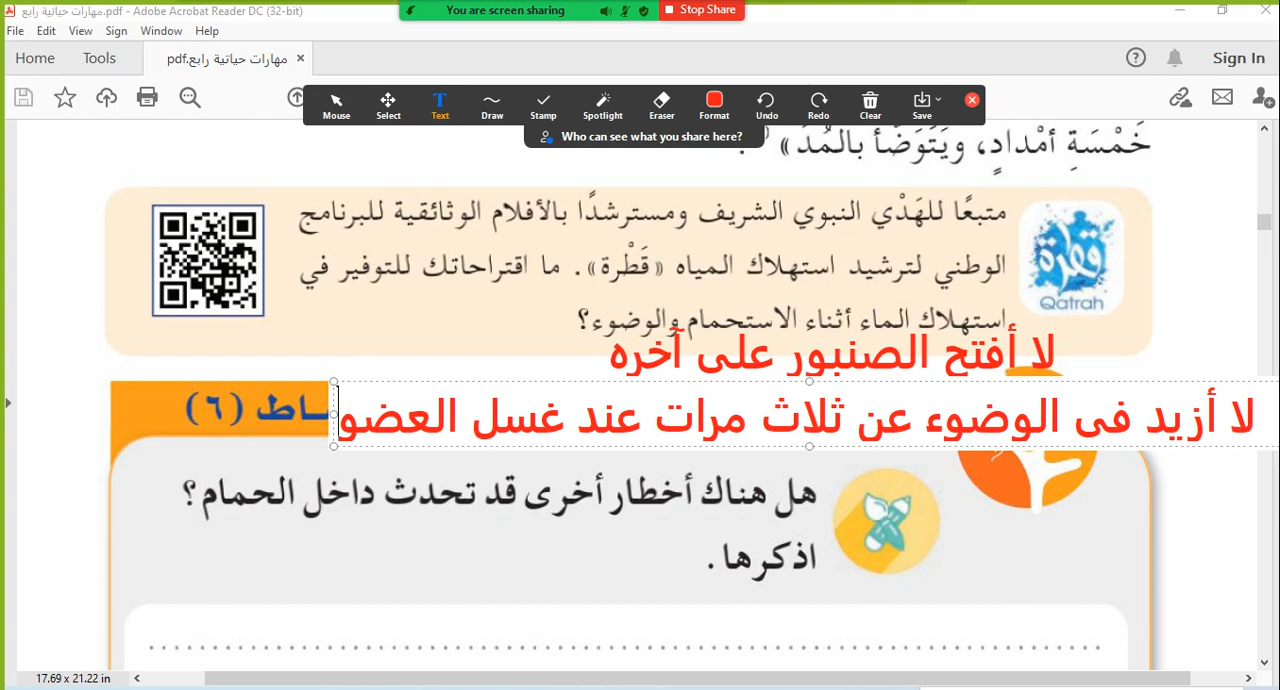 مهارات حياتية رابع.pdf - Adobe Acrobat Reader DC (32-bit)
You are screen sharing
Stop Share
File Edit View Sign Window Help
Home Tools مهارات حياتية رابع.pdf ×
Sign In
Mouse Select Text Draw Stamp Spotlight Eraser Format Undo Redo Clear Save
Who can see what you share here?
خَمْسَةِ أمْدادٍ، ويَتَوَضَّأ بالمُدِّ»
متبعًا للهَدْي النبوي الشريف ومسترشدًا بالأفلام الوثائقية للبرنامج
الوطني لترشيد استهلاك المياه «قَطْرة». ما اقتراحاتك للتوفير في
استهلاك الماء أثناء الاستحمام والوضوء؟
قطرة
Qatrah
لا أفتح الصنبور على آخره
لا أزيد فى الوضوء عن ثلاث مرات عند غسل العضو
ـاط (٦)
هل هناك أخطار أخرى قد تحدث داخل الحمام؟
اذكرها.
17.69 x 21.22 in